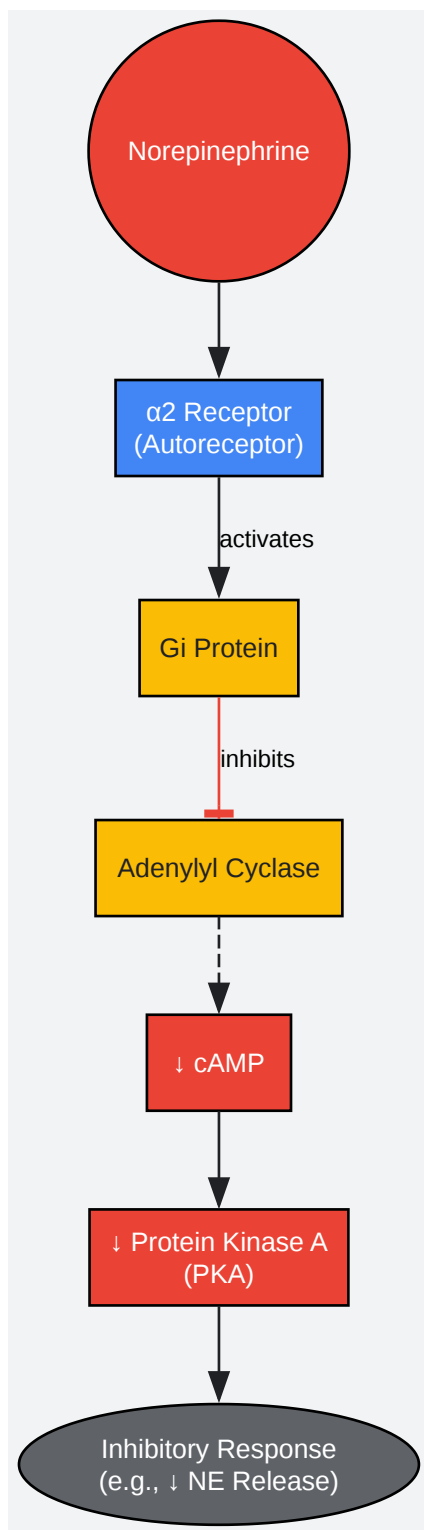 Norepinephrine
α2 Receptor
(Autoreceptor)
activates
Gi Protein
inhibits
Adenylyl Cyclase
↓ cAMP
↓ Protein Kinase A
(PKA)
Inhibitory Response
(e.g., ↓ NE Release)